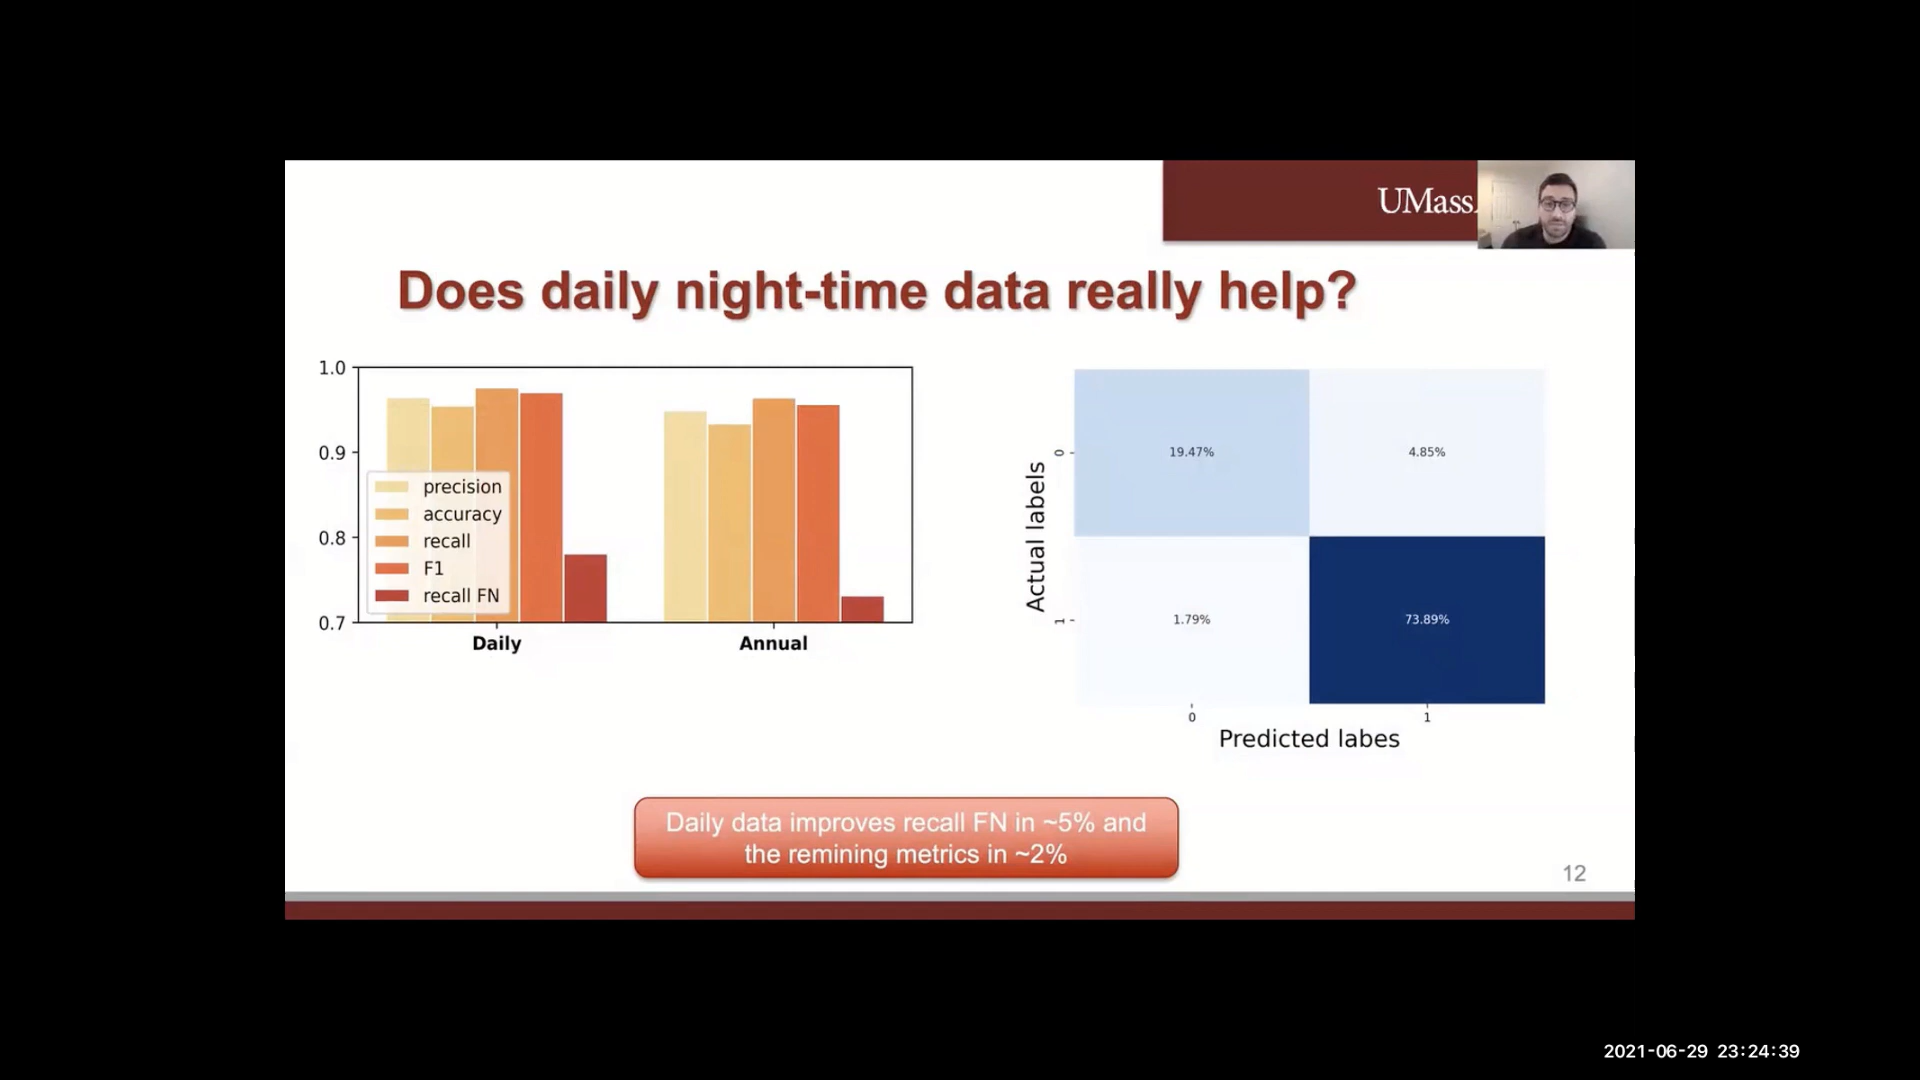 UMass
Does daily night-time data really help?
1.0
0.9
0.8
0.7
precision
accuracy
recall
F1
recall FN
Daily
Annual
Actual labels
0
1
19.47%
4.85%
1.79%
73.89%
0
1
Predicted labes
Daily data improves recall FN in ~5% and
the remining metrics in ~2%
12
2021-06-29 23:24:39